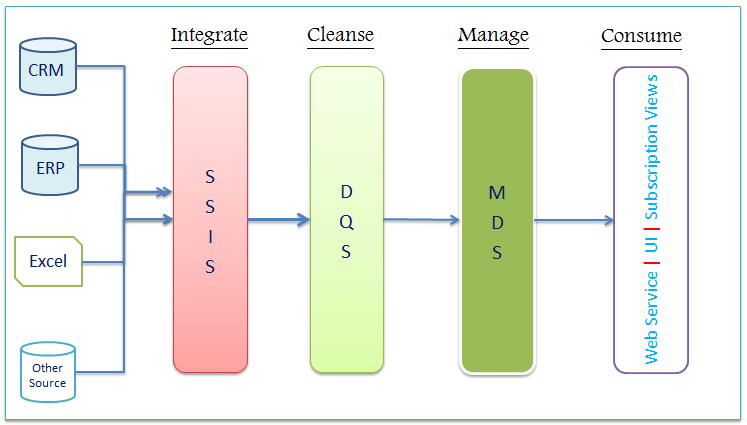 Integrate
Cleanse
Manage
Consume
CRM
ERP
Excel
Other
Source
S
S
I
S
D
Q
S
M
D
S
Web Service | UI | Subscription Views